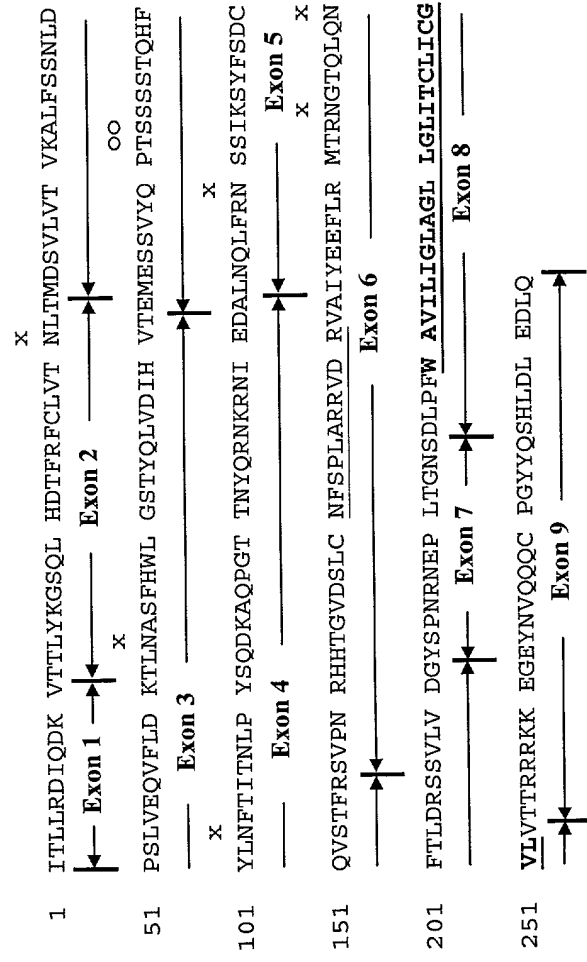 x
1 ITLLRDIQDK VTTLYKGSQL HDTFRFCLVT NLTMDSVLVT VKALFSSNLD
Exon 1 Exon 2
x OO
51 PSLVEQVFLD KTLNASFHWL GSTYQLVDIH VTEMESSVYQ PTSSSSTQHF
Exon 3
x x
101 YLNFTITNLP YSQDKAQPGT TNYQRNKRNI EDALNQLFRN SSIKSYFSDC
Exon 4 Exon 5
x x
151 QVSTFRSVPN RHHTGVDSLC NFSPLARRVD RVAIYEEFLR MTRNGTQLQN
Exon 6
201 FTLDRSSVLV DGYSPNRNEP LTGNSDLPFW AVILIGLAGL LGLITCLICG
Exon 7 Exon 8
251 VLVTTRRRKK EGEYNVQQQC PGYYQSHLDL EDLQ
Exon 9